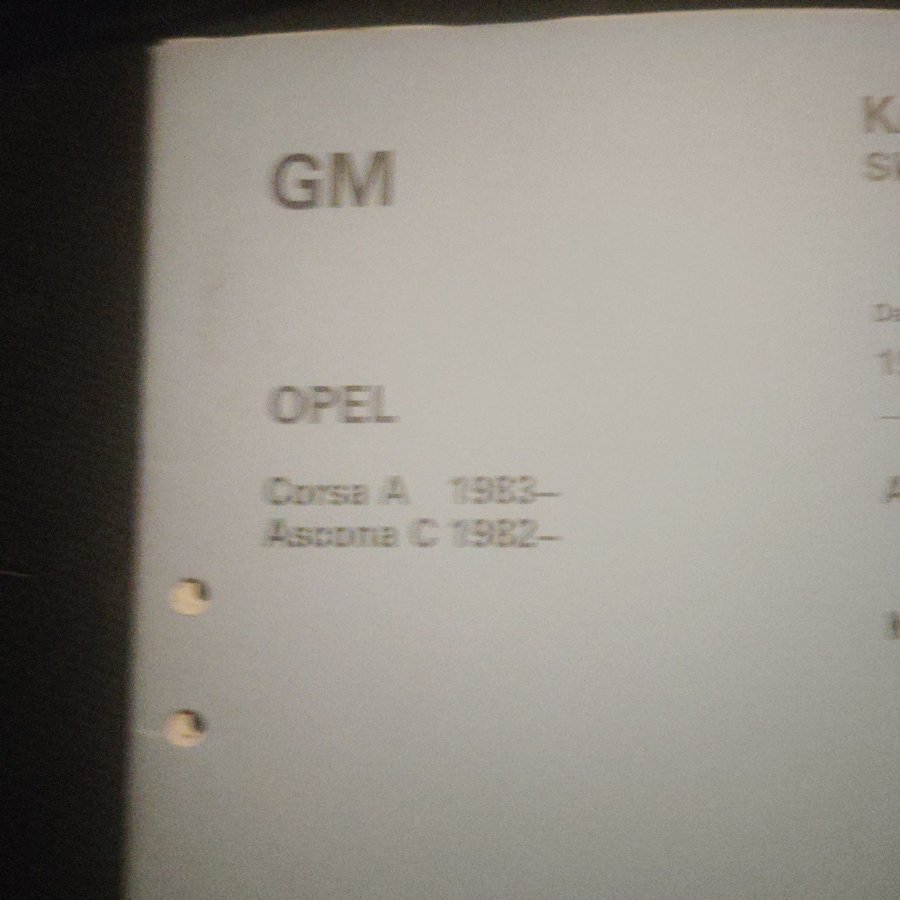 GM
OPEL
Corsa A 1983–
Ascona C 1982–